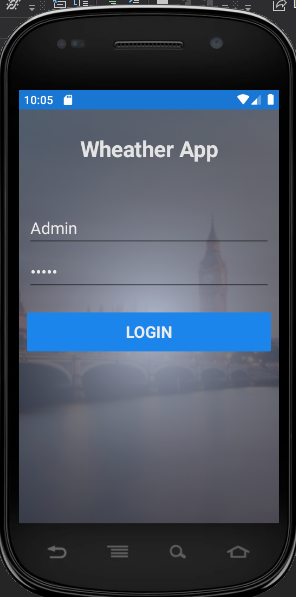 10:05
Wheather App
Admin
•••••
LOGIN